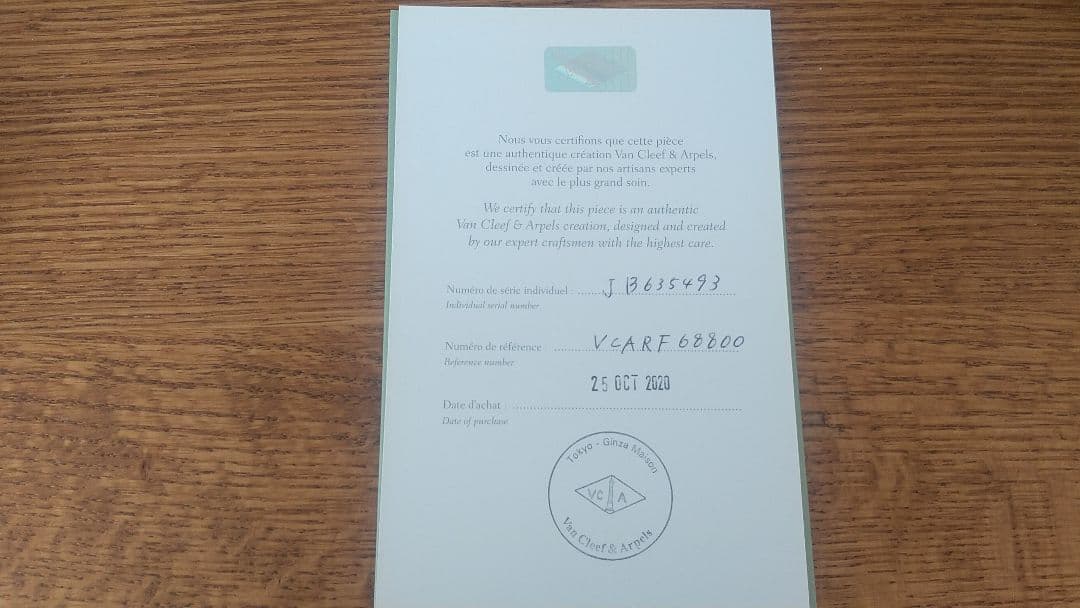 Nous vous certifions que cette pièce
est une authentique création Van Cleef & Arpels,
dessinée et créée par nos artisans experts
avec le plus grand soin.
We certify that this piece is an authentic
Van Cleef & Arpels creation, designed and created
by our expert craftsmen with the highest care.
Numéro de série individuel : JB635493
Individual serial number
Numéro de référence VCARF68800
Reference number
25 OCT 2020
Date d'achat
Date of purchase
Tokyo - Ginza Maison
VC A
Van Cleef & Arpels